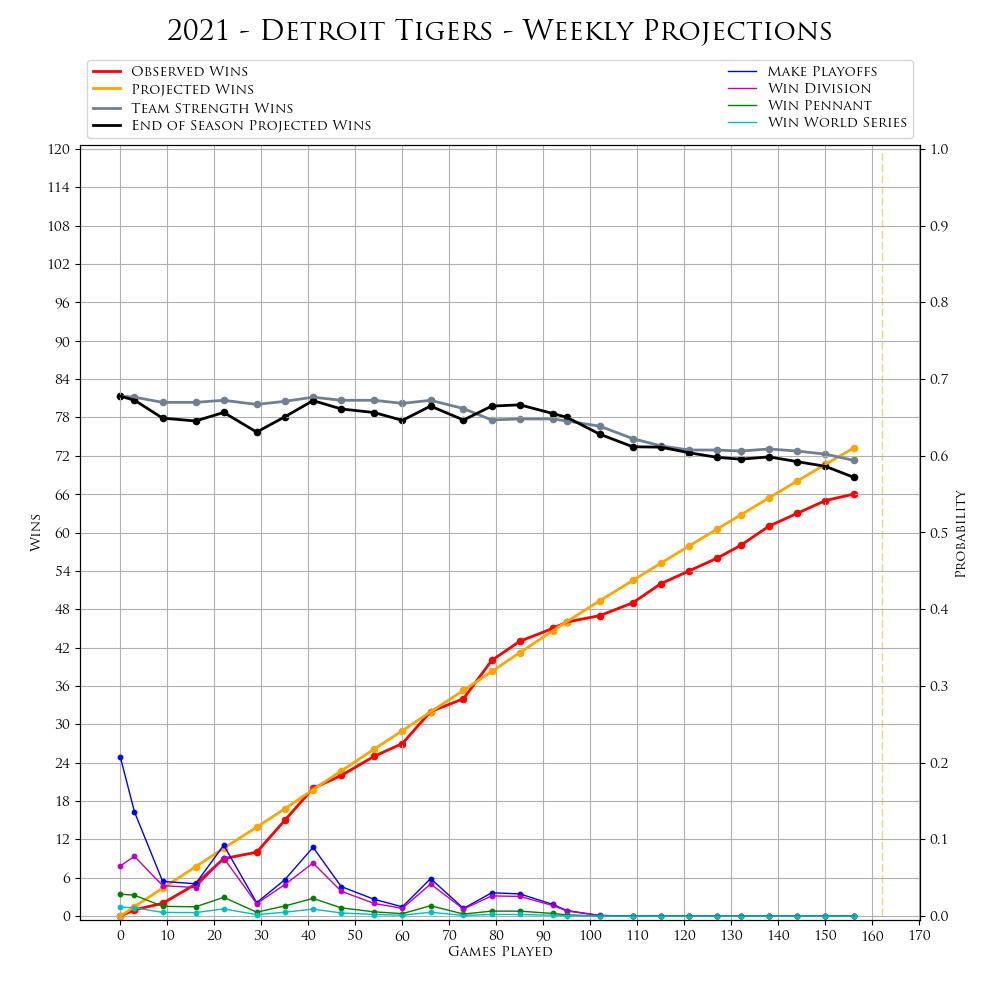 2021 - Detroit Tigers - Weekly Projections
Observed Wins
Projected Wins
Team Strength Wins
End of Season Projected Wins
Make Playoffs
Win Division
Win Pennant
Win World Series
120
114
108
102
96
90
84
78
72
66
60
54
48
42
36
30
24
18
12
6
0
Wins
1.0
0.9
0.8
0.7
0.6
0.5
0.4
0.3
0.2
0.1
0.0
Probability
0 10 20 30 40 50 60 70 80 90 100 110 120 130 140 150 160 170
Games Played